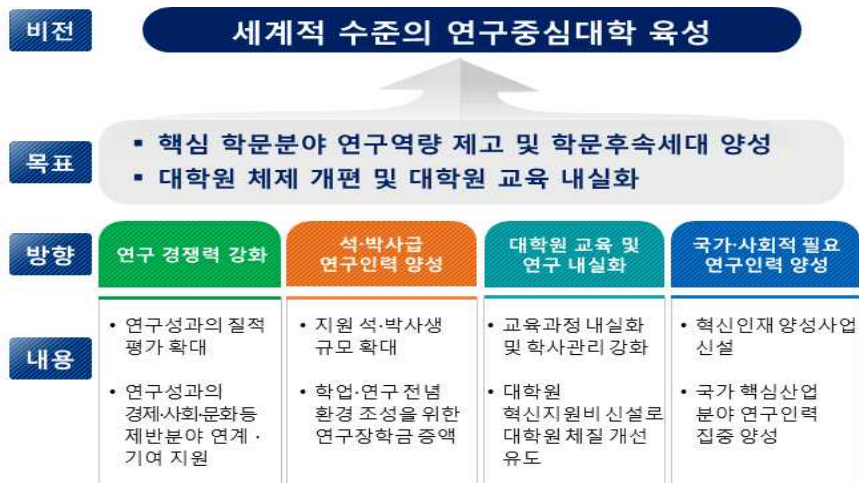 비전
세계적 수준의 연구중심대학 육성
목표
▪ 핵심 학문분야 연구역량 제고 및 학문후속세대 양성
▪ 대학원 체제 개편 및 대학원 교육 내실화
방향
연구 경쟁력 강화
석·박사급
연구인력 양성
대학원 교육 및
연구 내실화
국가·사회적 필요
연구인력 양성
내용
• 연구성과의 질적
평가 확대
• 연구성과의
경제·사회·문화등
제반분야 연계·
기여 지원
• 지원 석·박사생
규모 확대
• 학업·연구 전념
환경 조성을 위한
연구장학금 증액
• 교육과정 내실화
및 학사관리 강화
• 대학원
혁신지원비 신설로
대학원 체질 개선
유도
• 혁신인재 양성사업
신설
• 국가 핵심산업
분야 연구인력
집중 양성